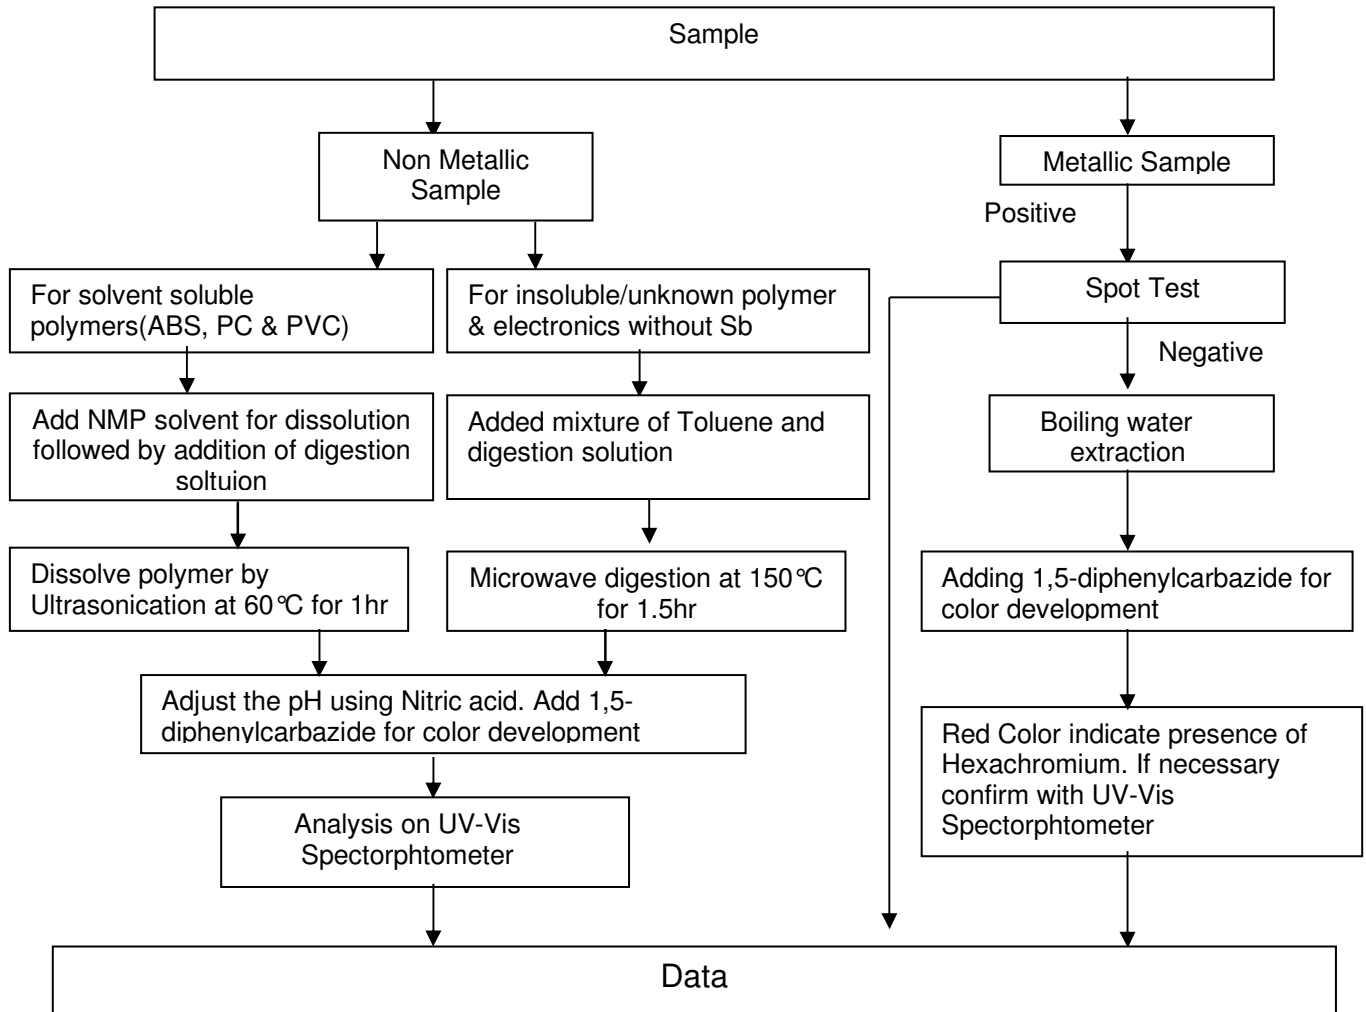 Sample
Non Metallic
Sample
Metallic Sample
Positive
For solvent soluble
polymers(ABS, PC & PVC)
For insoluble/unknown polymer
& electronics without Sb
Spot Test
Negative
Add NMP solvent for dissolution
followed by addition of digestion
soltuion
Added mixture of Toluene and
digestion solution
Boiling water
extraction
Dissolve polymer by
Ultrasonication at 60°C for 1hr
Microwave digestion at 150°C
for 1.5hr
Adding 1,5-diphenylcarbazide for
color development
Adjust the pH using Nitric acid. Add 1,5-
diphenylcarbazide for color development
Red Color indicate presence of
Hexachromium. If necessary
confirm with UV-Vis
Spectorphtometer
Analysis on UV-Vis
Spectorphtometer
Data